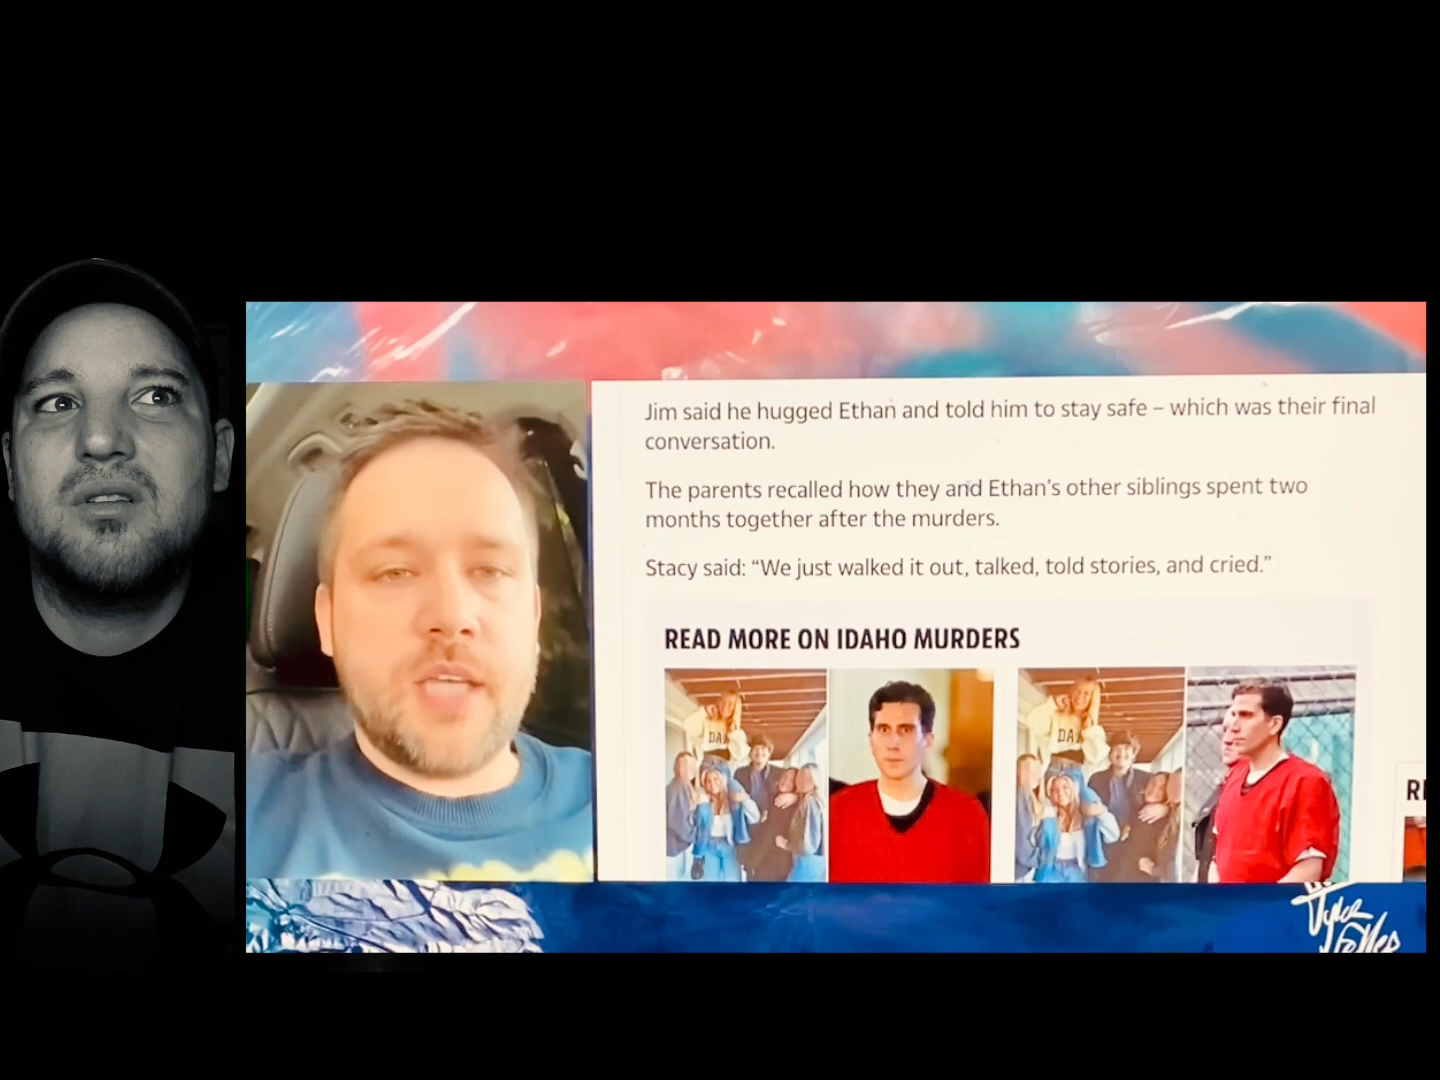 Jim said he hugged Ethan and told him to stay safe – which was their final
conversation.
The parents recalled how they and Ethan's other siblings spent two
months together after the murders.
Stacy said: “We just walked it out, talked, told stories, and cried.”
READ MORE ON IDAHO MURDERS
DA
DA